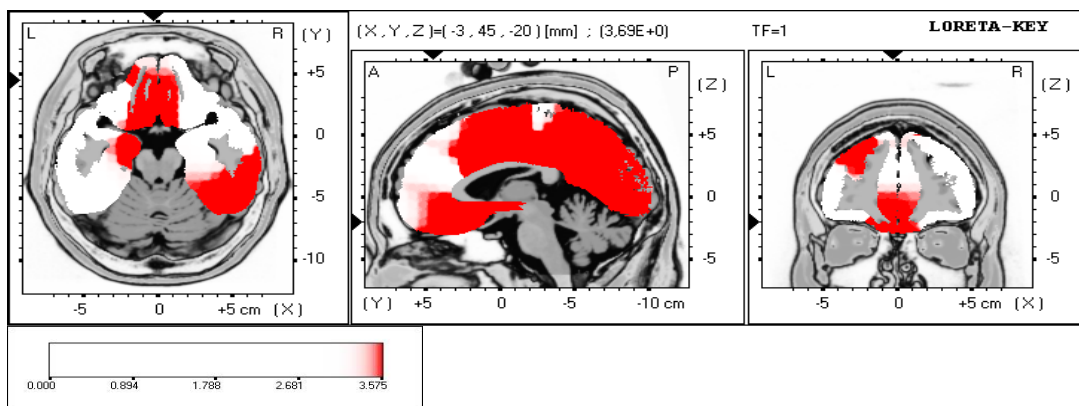 (X, Y, Z)=( -3, 45, -20 ) [mm] ; (3,69E+0) TF=1 LORETA-KEY
L R (Y)
+5
0
-5
-10
-5 0 +5 cm (X)
A P (Z)
+5
0
-5
(Y) +5 0 -5 -10 cm
L R (Z)
+5
0
-5
-5 0 +5 cm (X)
0.000 0.894 1.788 2.681 3.575